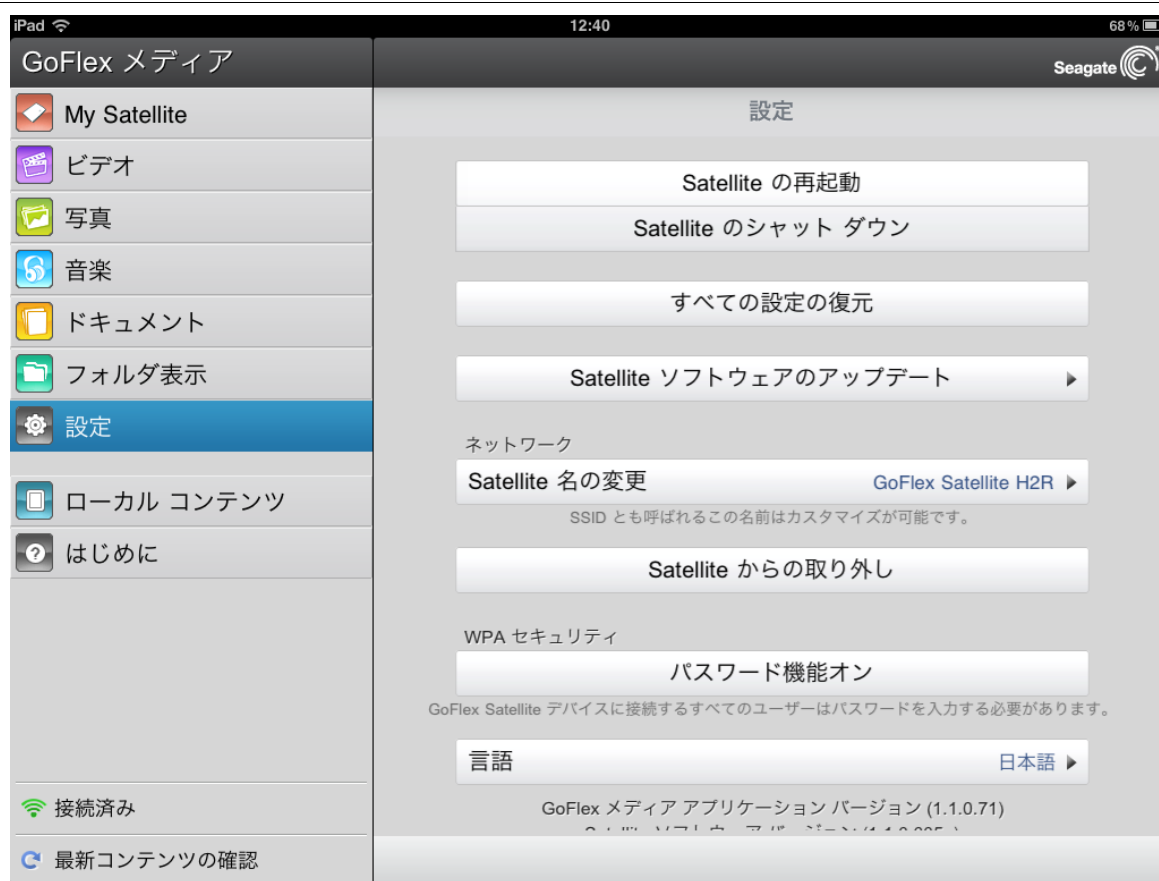 iPad 12:40 68%
GoFlex メディア
Seagate
My Satellite
ビデオ
写真
音楽
ドキュメント
フォルダ表示
設定
ローカル コンテンツ
はじめに
接続済み
最新コンテンツの確認
設定
Satellite の再起動
Satellite のシャット ダウン
すべての設定の復元
Satellite ソフトウェアのアップデート
ネットワーク
Satellite 名の変更 GoFlex Satellite H2R
SSID とも呼ばれるこの名前はカスタマイズが可能です。
Satellite からの取り外し
WPA セキュリティ
パスワード機能オン
GoFlex Satellite デバイスに接続するすべてのユーザーはパスワードを入力する必要があります。
言語 日本語
GoFlex メディア アプリケーション バージョン (1.1.0.71)